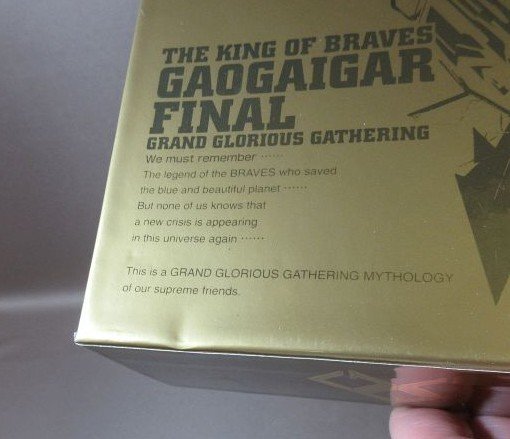 THE KING OF BRAVES
GAOGAIGAR
FINAL
GRAND GLORIOUS GATHERING
We must remember ······
The legend of the BRAVES who saved
the blue and beautiful planet ······
But none of us knows that
a new crisis is appearing
in this universe again ······
This is a GRAND GLORIOUS GATHERING MYTHOLOGY
of our supreme friends.